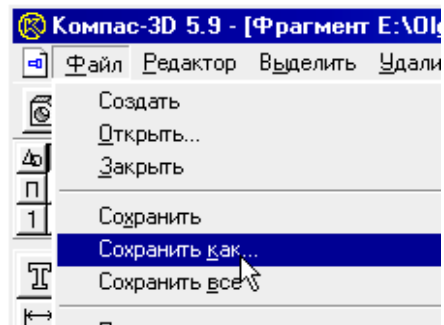 Компас-3D 5.9 - [Фрагмент E:\Ol
Файл Редактор Выделить Удали
Создать
Открыть...
Закрыть
Сохранить
Сохранить как...
Сохранить все